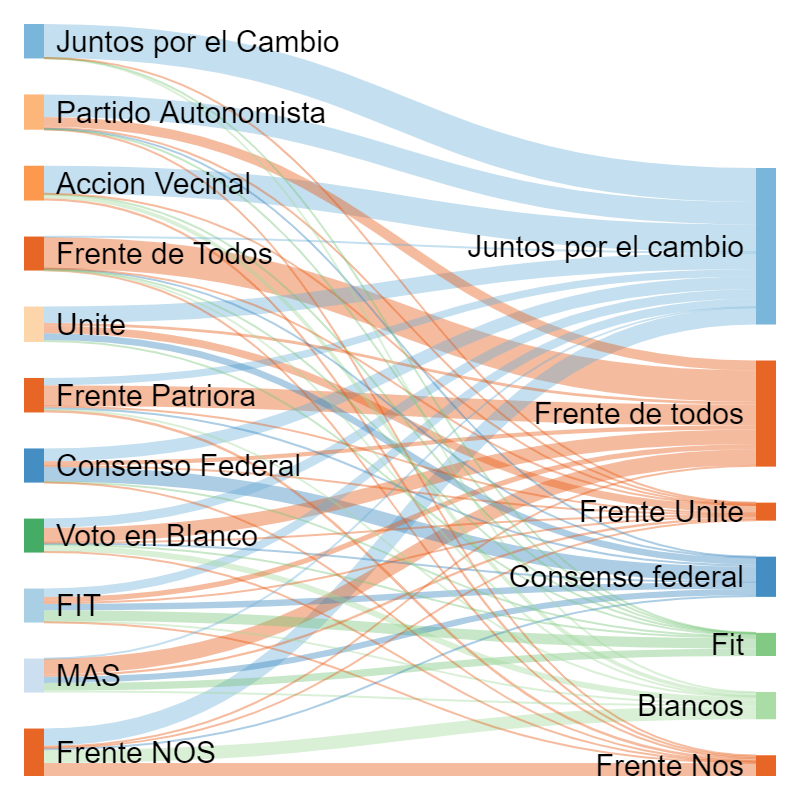 Juntos por el Cambio
Partido Autonomista
Accion Vecinal
Frente de Todos
Unite
Frente Patriora
Consenso Federal
Voto en Blanco
FIT
MAS
Frente NOS
Juntos por el cambio
Frente de todos
Frente Unite
Consenso federal
Fit
Blancos
Frente Nos